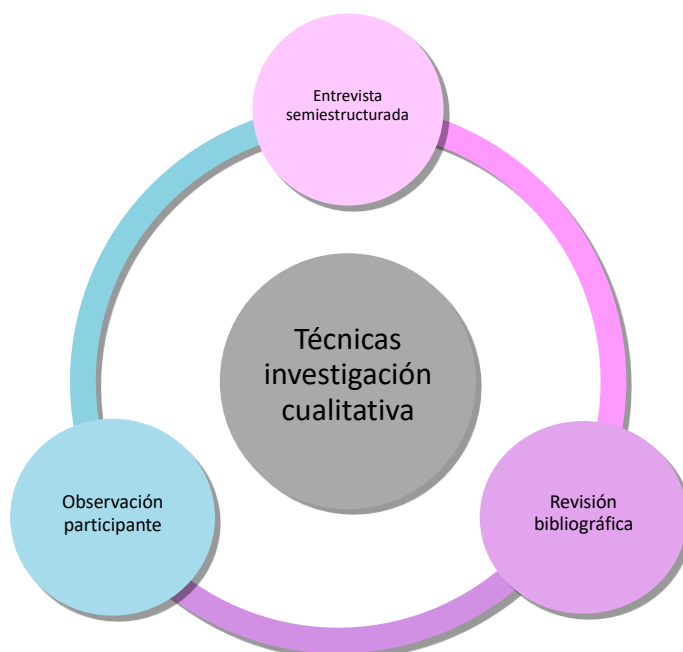 Entrevista
semiestructurada
Técnicas
investigación
cualitativa
Observación
participante
Revisión
bibliográfica